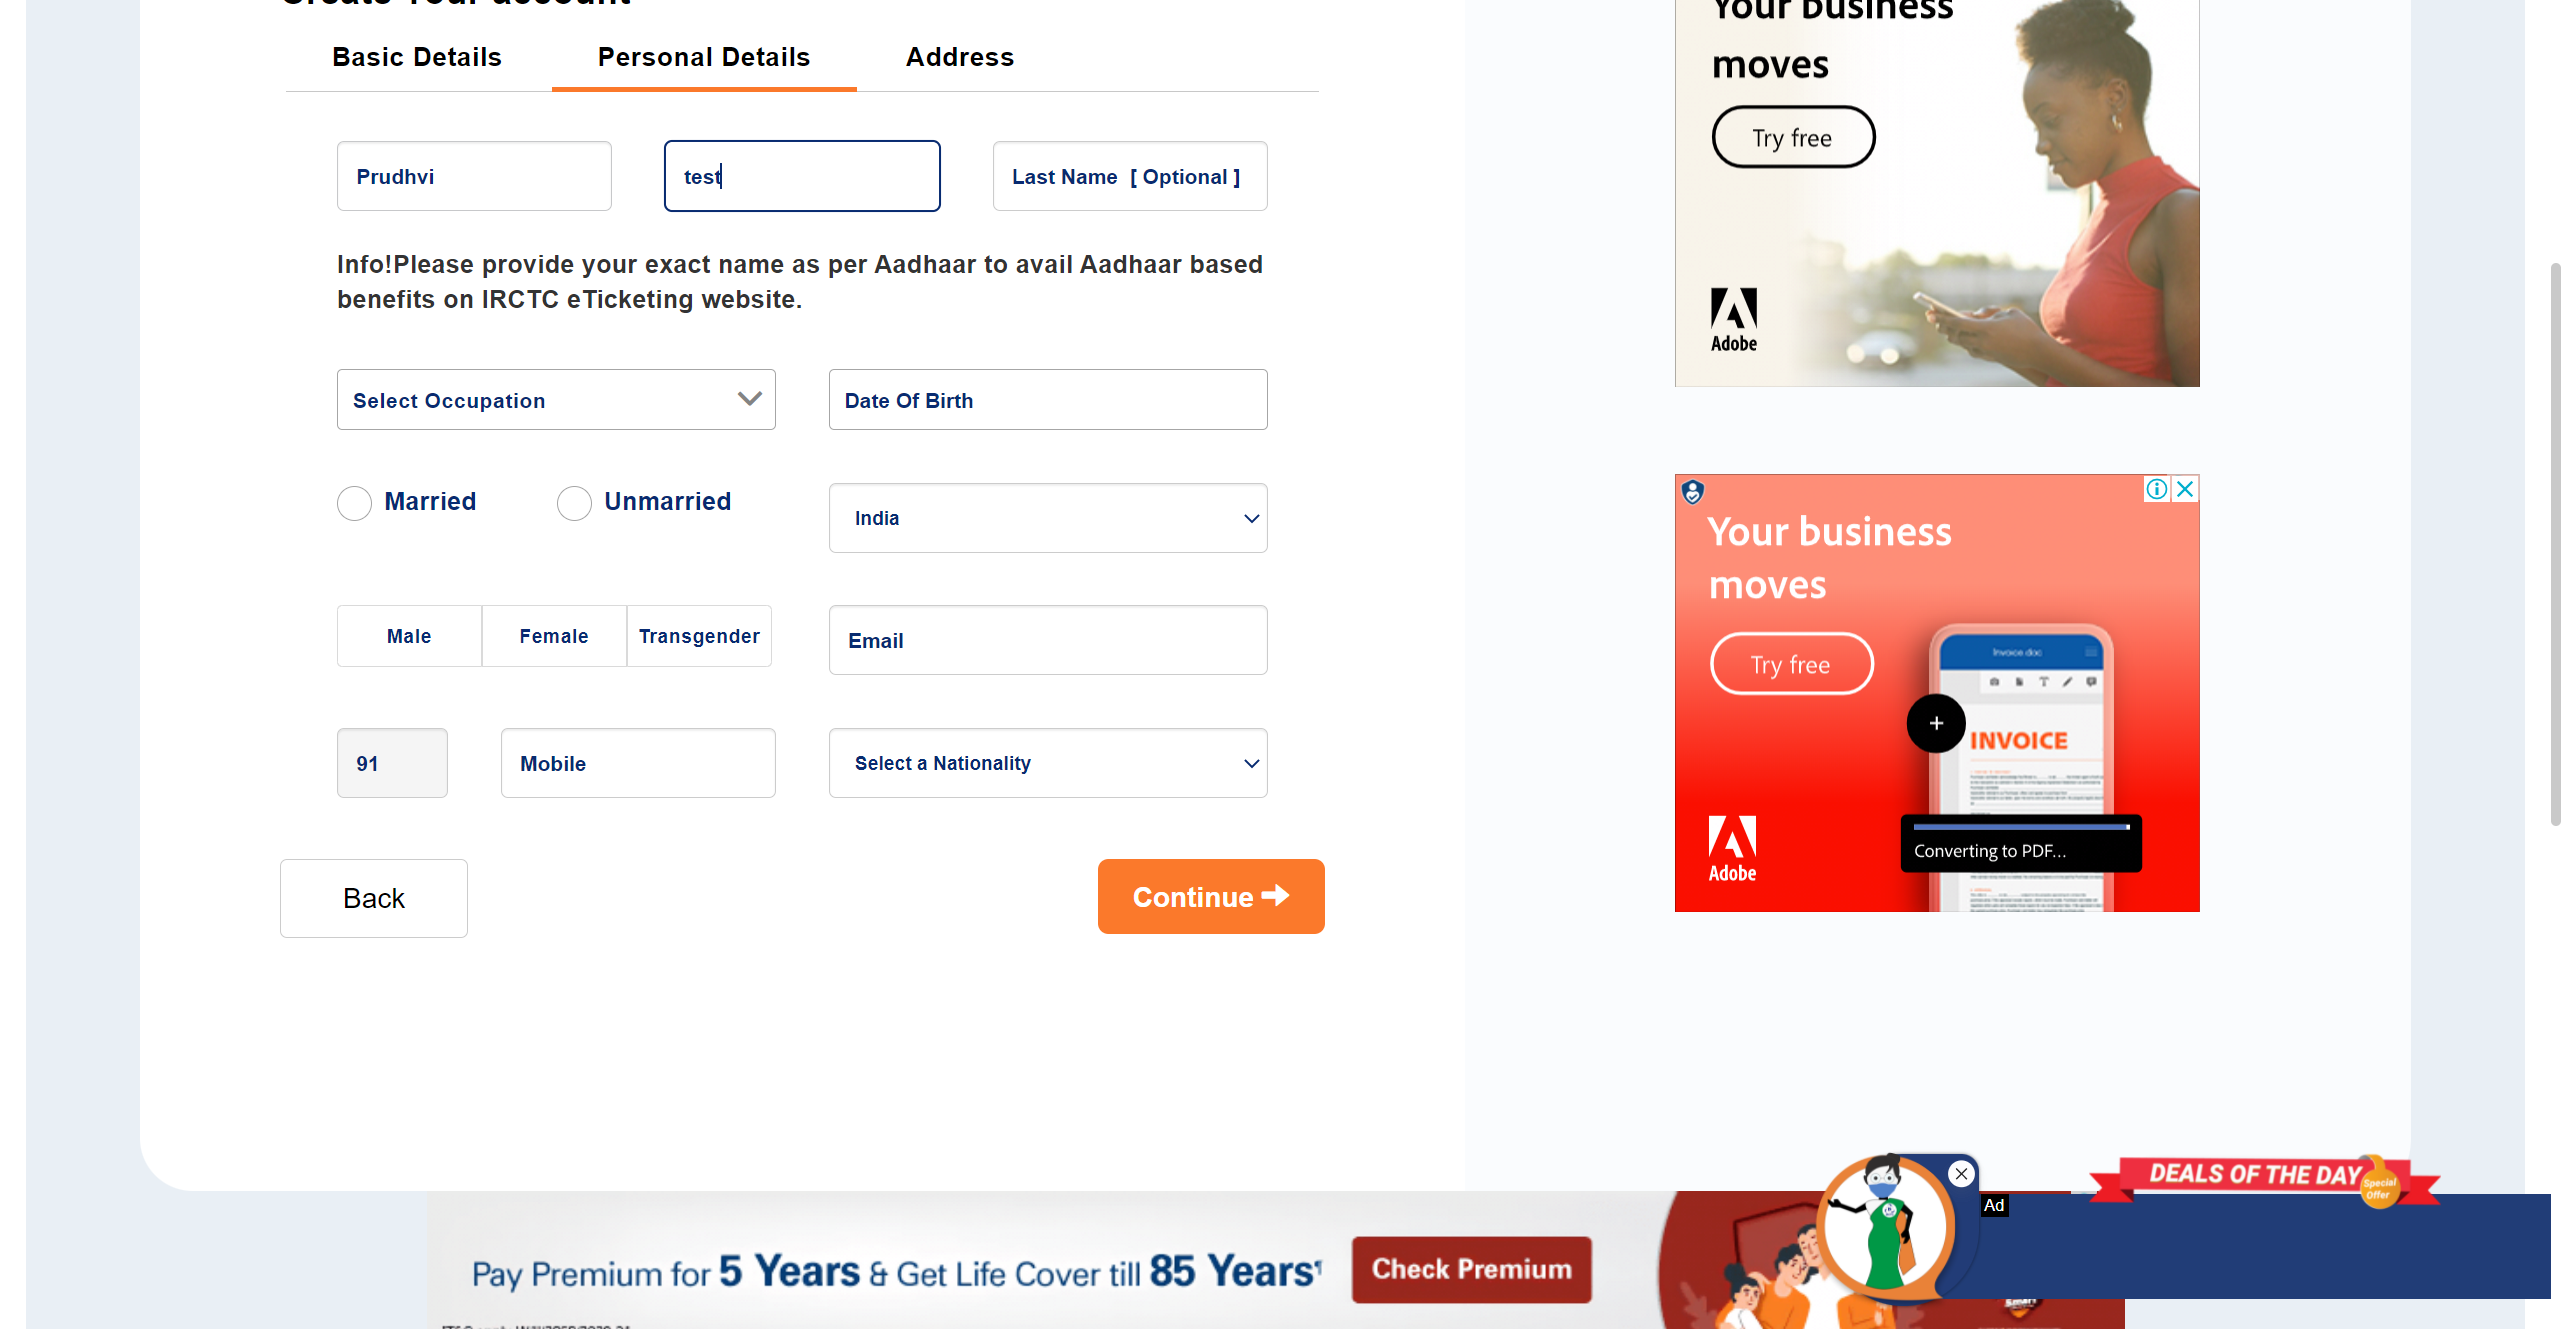 Create Your account
Basic Details
Personal Details
Address
Prudhvi
test
Last Name [ Optional ]
Info!Please provide your exact name as per Aadhaar to avail Aadhaar based
benefits on IRCTC eTicketing website.
Select Occupation
Date Of Birth
Married
Unmarried
India
Male
Female
Transgender
Email
91
Mobile
Select a Nationality
Back
Continue
Your business
moves
Try free
Adobe
Your business
moves
Try free
Invoice.doc
INVOICE
Converting to PDF...
Adobe
DEALS OF THE DAY
Special
Offer
Ad
Pay Premium for 5 Years & Get Life Cover till 85 Years¶
Check Premium